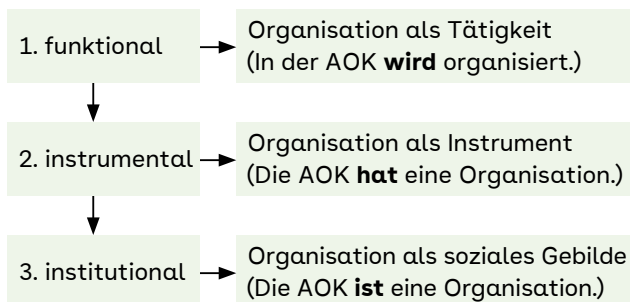 1. funktional
Organisation als Tätigkeit
(In der AOK wird organisiert.)
2. instrumental
Organisation als Instrument
(Die AOK hat eine Organisation.)
3. institutional
Organisation als soziales Gebilde
(Die AOK ist eine Organisation.)